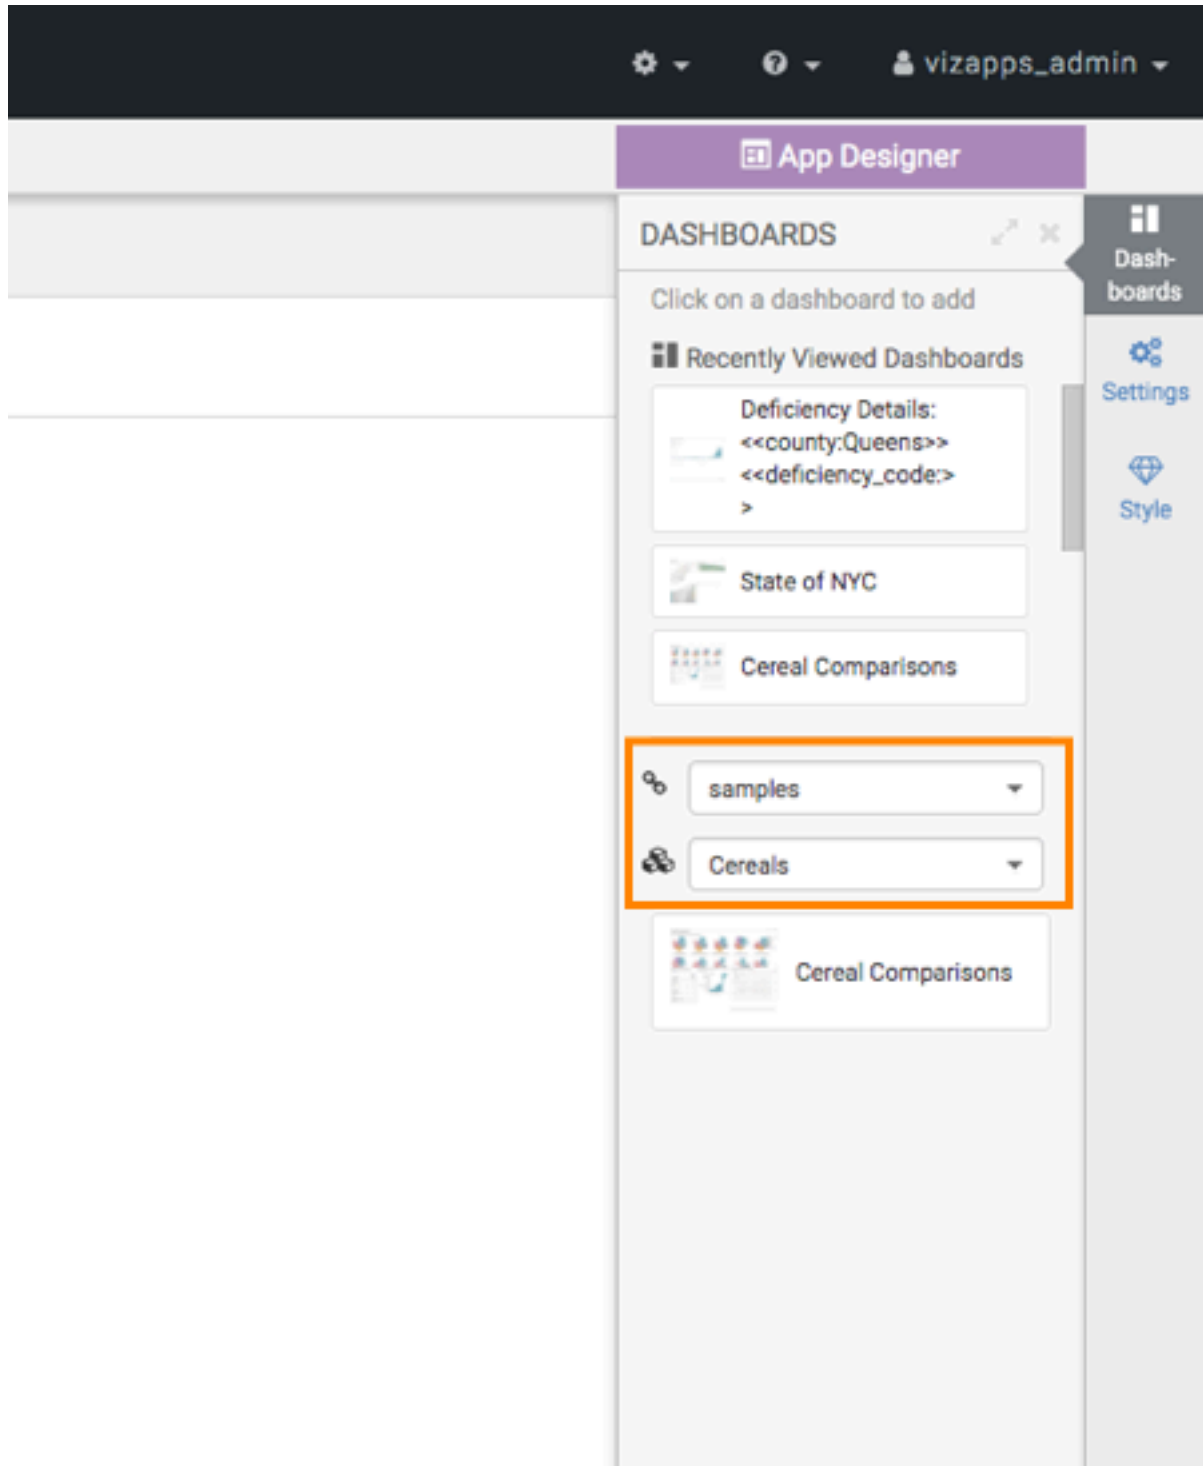 vizapps_admin
App Designer
DASHBOARDS
Dash-
boards
Click on a dashboard to add
Recently Viewed Dashboards
Settings
Deficiency Details:
<<county:Queens>>
<<deficiency_code:>
>
Style
State of NYC
Cereal Comparisons
samples
Cereals
Cereal Comparisons